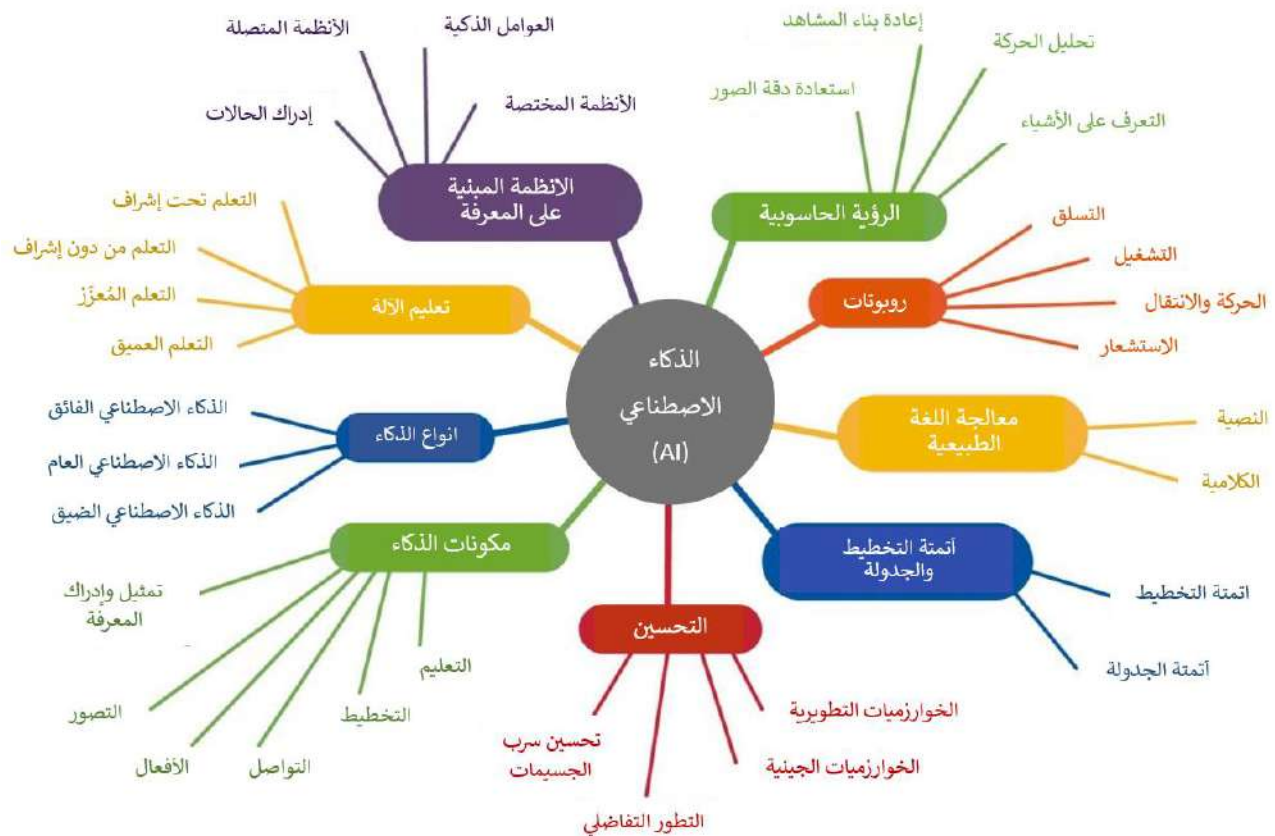 الذكاء
الاصطناعي
(AI)
الرؤية الحاسوبية
إعادة بناء المشاهد
تحليل الحركة
استعادة دقة الصور
التعرف على الأشياء
روبوتات
التسلق
التشغيل
الحركة والانتقال
الاستشعار
معالجة اللغة
الطبيعية
النصية
الكلامية
أتمتة التخطيط
والجدولة
اتمتة التخطيط
أتمتة الجدولة
التحسين
الخوارزميات التطويرية
الخوارزميات الجينية
التطور التفاضلي
تحسين سرب
الجسيمات
مكونات الذكاء
التعليم
التخطيط
التواصل
الأفعال
التصور
تمثيل وإدراك
المعرفة
انواع الذكاء
الذكاء الاصطناعي الفائق
الذكاء الاصطناعي العام
الذكاء الاصطناعي الضيق
تعليم الآلة
التعلم تحت إشراف
التعلم من دون إشراف
التعلم المُعزّزْ
التعلم العميق
الانظمة المبنية
على المعرفة
العوامل الذكية
الأنظمة المتصلة
الأنظمة المختصة
إدراك الحالات